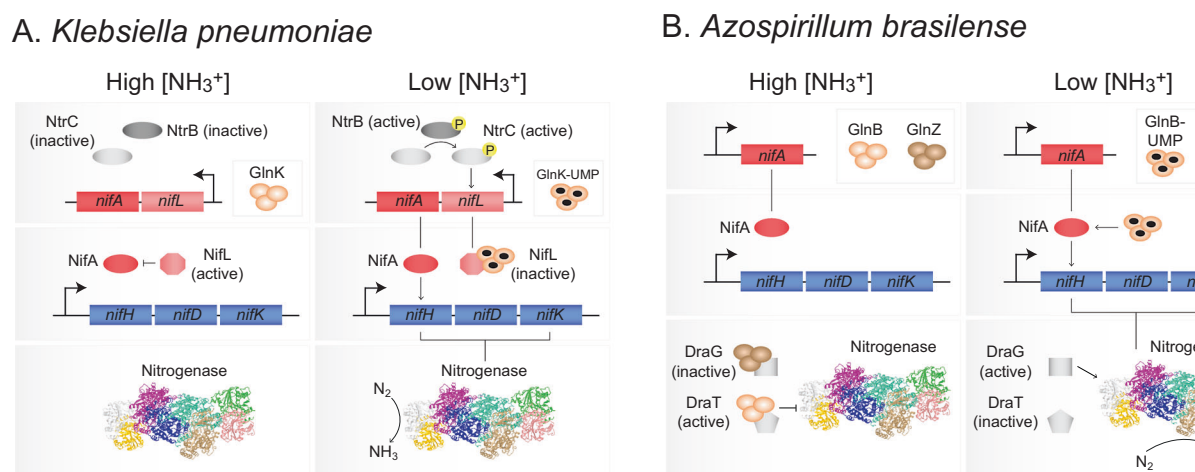 A. Klebsiella pneumoniae
High [NH₃⁺]
Low [NH₃⁺]
NtrC
(inactive)
NtrB (inactive)
GlnK
nifA
nifL
NtrB (active)
P
NtrC (active)
P
GlnK-UMP
nifA
nifL
NifA
NifL
(active)
nifH
nifD
nifK
NifA
NifL
(inactive)
nifH
nifD
nifK
Nitrogenase
Nitrogenase
N₂
NH₃
B. Azospirillum brasilense
High [NH₃⁺]
Low [NH₃⁺]
nifA
GlnB
GlnZ
nifA
GlnB-
UMP
NifA
nifH
nifD
nifK
NifA
nifH
nifD
Nitrogenase
DraG
(inactive)
DraT
(active)
Nitroge
DraG
(active)
DraT
(inactive)
N₂